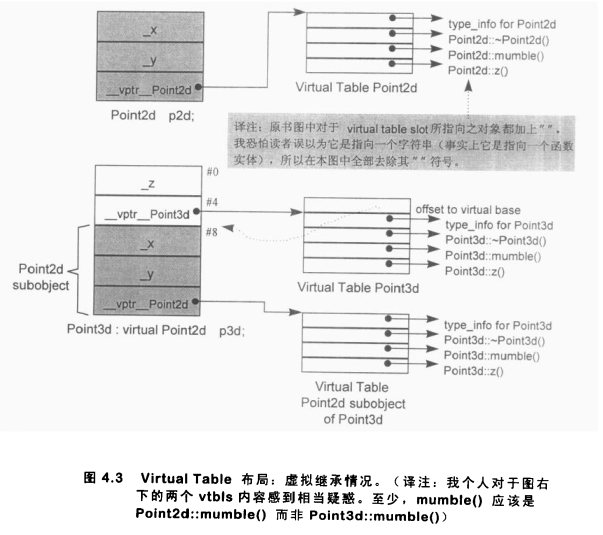 _x
_y
__vptr__Point2d
Point2d p2d;
type_info for Point2d
Point2d::~Point2d()
Point2d::mumble()
Point2d::z()
Virtual Table Point2d
译注：原书图中对于 virtual table slot 所指向之对象都加上" "，
我恐怕读者误以为它是指向一个字符串（事实上它是指向一个函数
实体），所以在本图中全部去除其" "符号。
#0
_z
#4
__vptr__Point3d
#8
_x
_y
__vptr__Point2d
Point2d
subobject
Point3d : virtual Point2d p3d;
offset to virtual base
type_info for Point3d
Point3d::~Point3d()
Point3d::mumble()
Point3d::z()
Virtual Table Point3d
type_info for Point3d
Point3d::~Point3d()
Point3d::mumble()
Point3d::z()
Virtual Table
Point2d subobject
of Point3d
图 4.3 Virtual Table 布局：虚拟继承情况。（译注：我个人对于图右
下的两个 vtbls 内容感到相当疑惑。至少，mumble() 应该是
Point2d::mumble() 而非 Point3d::mumble()）